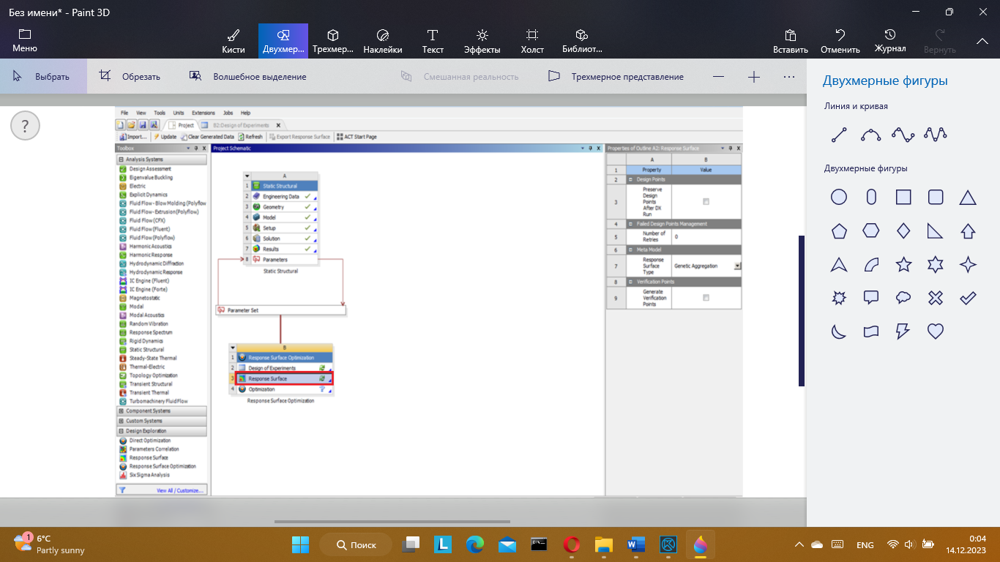 Без имени* - Paint 3D
Меню
Кисти
Двухмер...
Трехмер...
Наклейки
Текст
Эффекты
Холст
Библиот...
Вставить
Отменить
Журнал
Вернуть
Выбрать
Обрезать
Волшебное выделение
Смешанная реальность
Трехмерное представление
Двухмерные фигуры
Линия и кривая
Двухмерные фигуры
?
File View Tools Units Extensions Jobs Help
Project
B2:Design of Experiments
Import... Update Clear Generated Data Refresh Export Response Surface ACT Start Page
Toolbox
Analysis Systems
Design Assessment
Eigenvalue Buckling
Electric
Explicit Dynamics
Fluid Flow - Blow Molding (Polyflow
Fluid Flow - Extrusion (Polyflow)
Fluid Flow (CFX)
Fluid Flow (Fluent)
Fluid Flow (Polyflow)
Harmonic Acoustics
Harmonic Response
Hydrodynamic Diffraction
Hydrodynamic Response
IC Engine (Fluent)
IC Engine (Forte)
Magnetostatic
Modal
Modal Acoustics
Random Vibration
Response Spectrum
Rigid Dynamics
Static Structural
Steady-State Thermal
Thermal-Electric
Topology Optimization
Transient Structural
Transient Thermal
Turbomachinery Fluid Flow
Component Systems
Custom Systems
Design Exploration
Direct Optimization
Parameters Correlation
Response Surface
Response Surface Optimization
Six Sigma Analysis
View All / Customize...
Project Schematic
A
1 Static Structural
2 Engineering Data
3 Geometry
4 Model
5 Setup
6 Solution
7 Results
8 Parameters
Static Structural
Parameter Set
B
1 Response Surface Optimization
2 Design of Experiments
3 Response Surface
4 Optimization
Response Surface Optimization
Properties of Outline A2: Response Surface
A B
1 Property Value
2 Design Points
3 Preserve
Design
Points
After DX
Run
4 Failed Design Points Management
5 Number of
Retries 0
6 Meta Model
7 Response
Surface
Type Genetic Aggregation
8 Verification Points
9 Generate
Verification
Points
1
6°C
Partly sunny
Поиск
ENG
0:04
14.12.2023